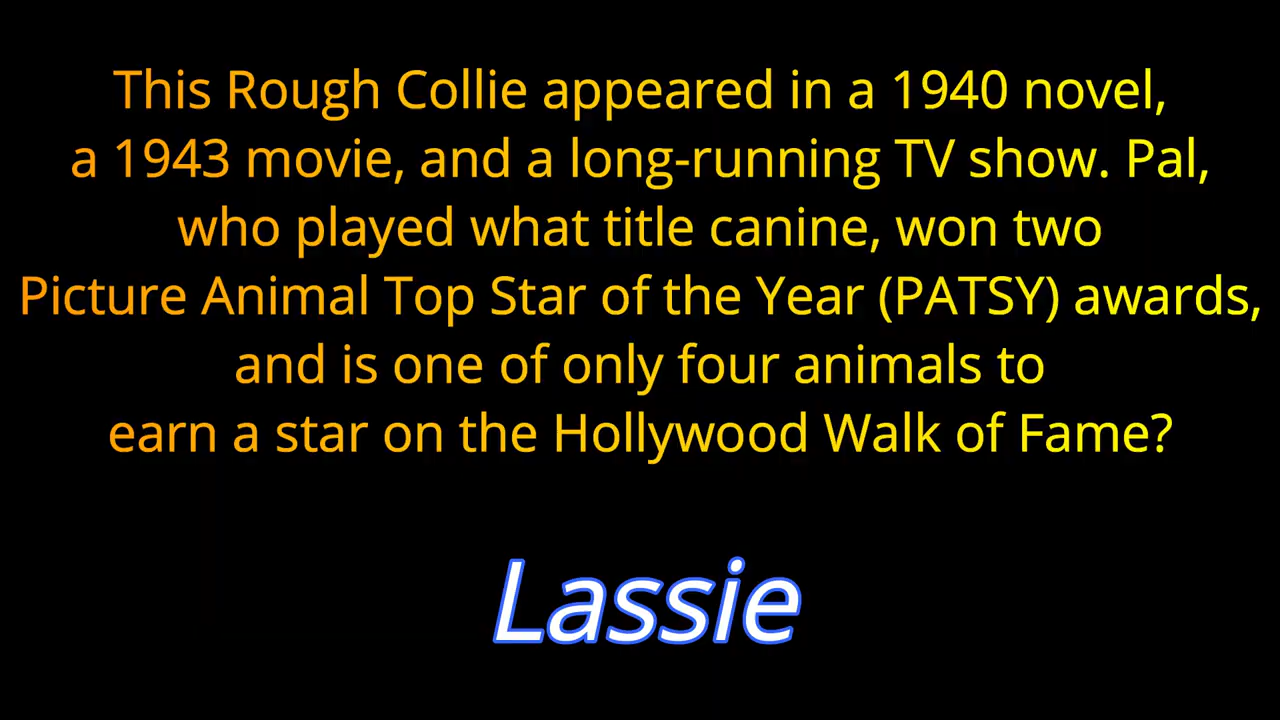 This Rough Collie appeared in a 1940 novel,
a 1943 movie, and a long-running TV show. Pal,
who played what title canine, won two
Picture Animal Top Star of the Year (PATSY) awards,
and is one of only four animals to
earn a star on the Hollywood Walk of Fame?
Lassie